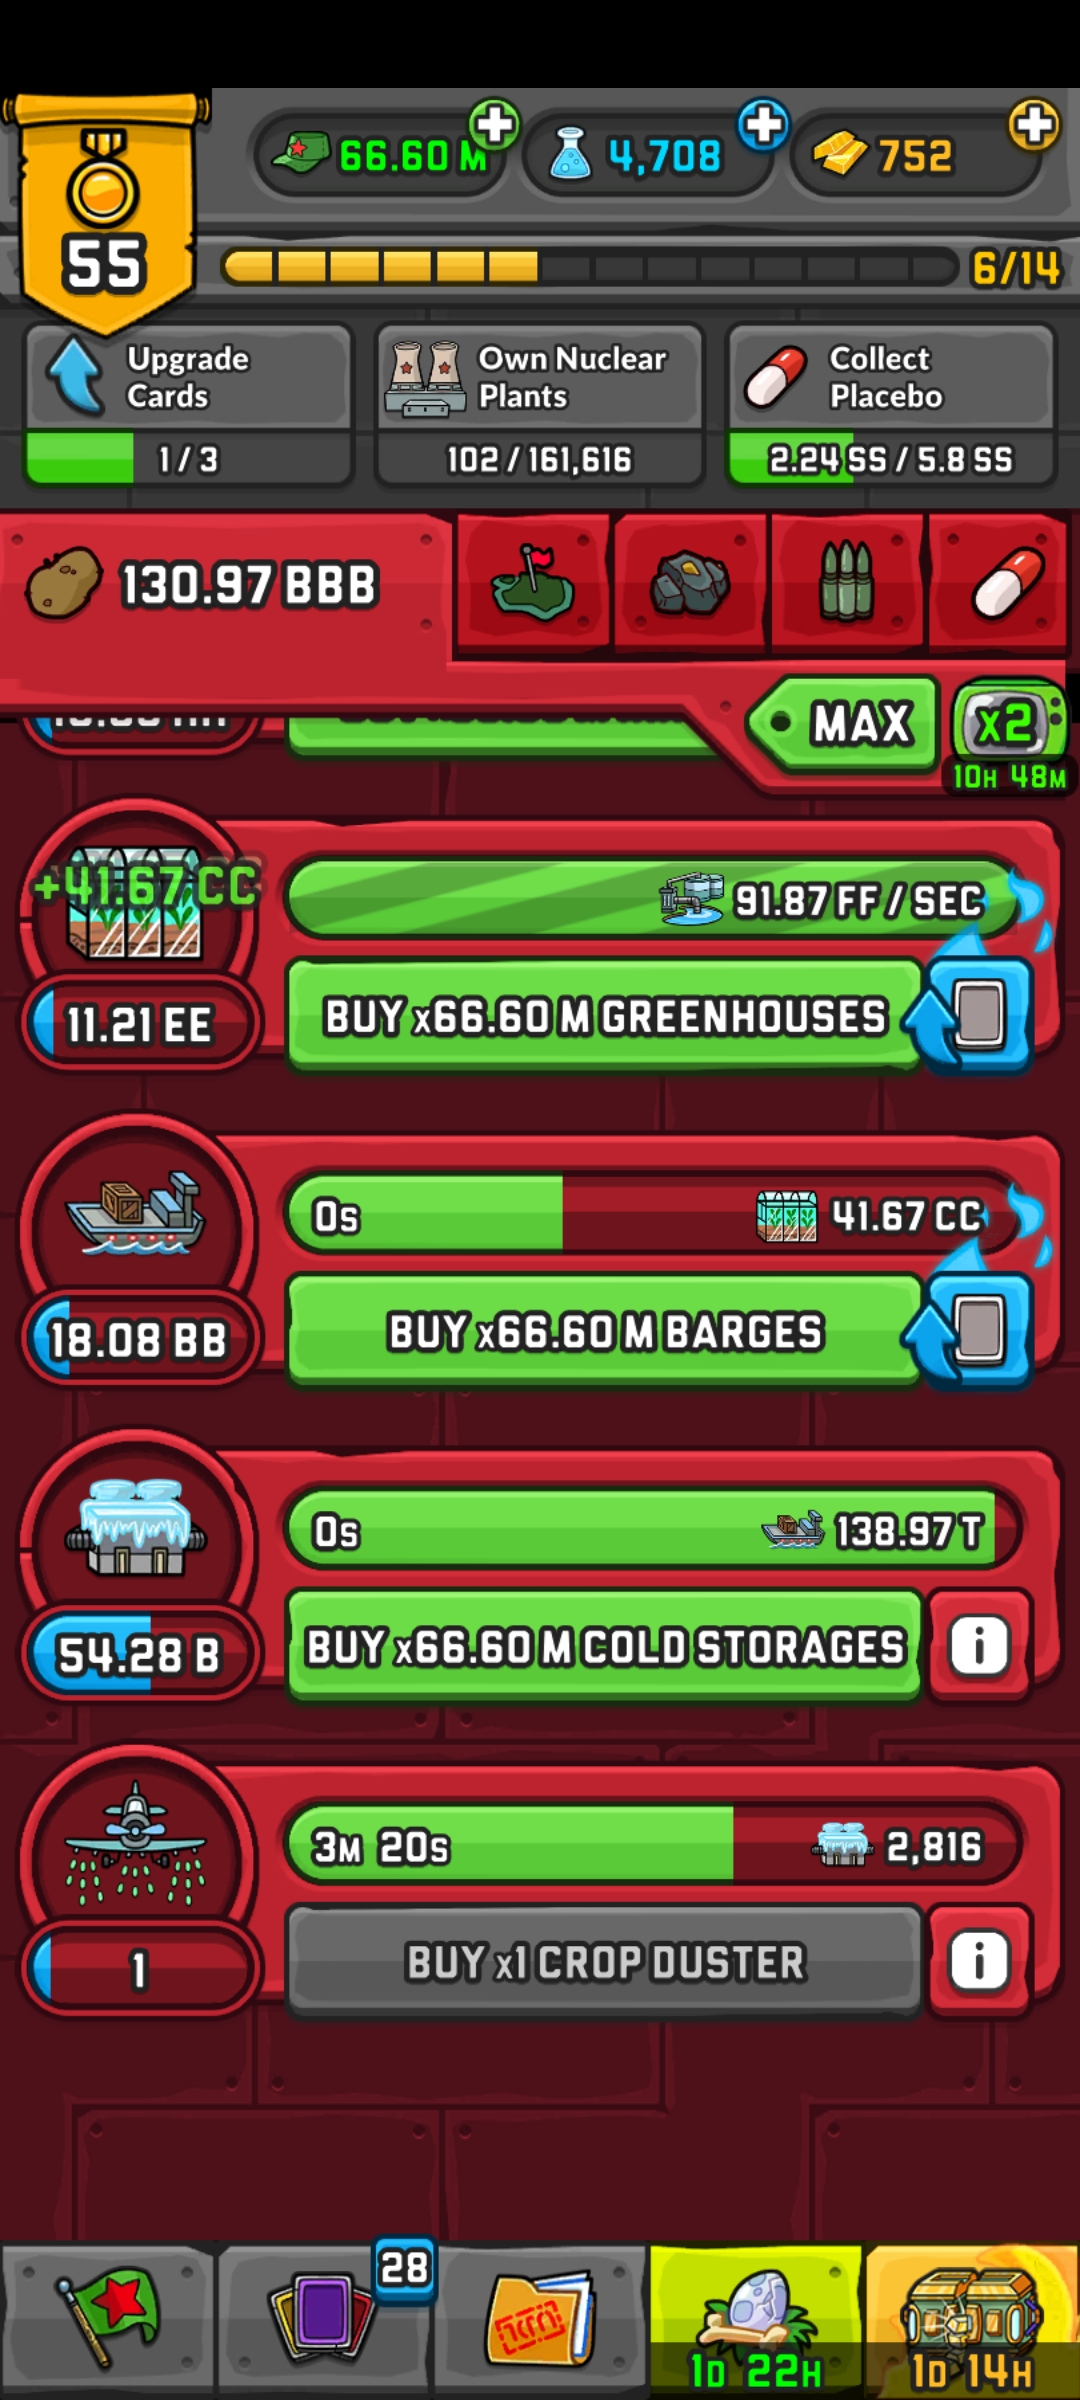 66.60 M
4,708
752
55
6/14
Upgrade
Cards
1 / 3
Own Nuclear
Plants
102 / 161,616
Collect
Placebo
2.24 SS / 5.8 SS
130.97 BBB
MAX
x2
10H 48M
+41.67 CC
91.87 FF / SEC
11.21 EE
BUY x66.60 M GREENHOUSES
0s
41.67 CC
18.08 BB
BUY x66.60 M BARGES
0s
138.97 T
54.28 B
BUY x66.60 M COLD STORAGES
i
3M 20s
2,816
1
BUY x1 CROP DUSTER
i
28
1D 22H
1D 14H